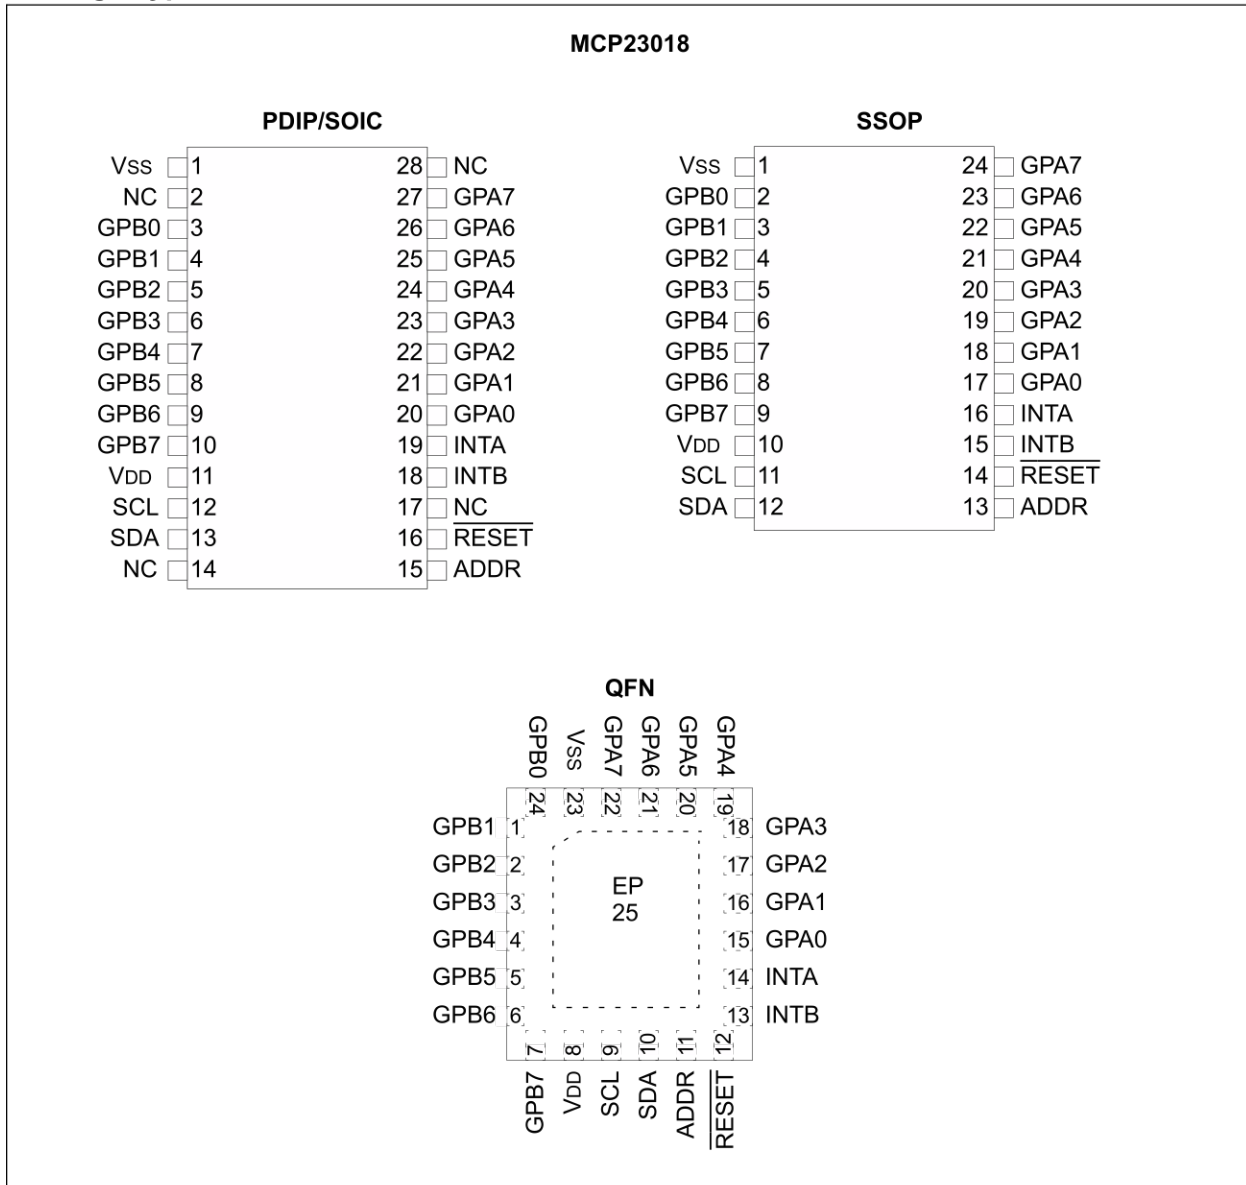 MCP23018
PDIP/SOIC
VSS 1 28 NC
NC 2 27 GPA7
GPB0 3 26 GPA6
GPB1 4 25 GPA5
GPB2 5 24 GPA4
GPB3 6 23 GPA3
GPB4 7 22 GPA2
GPB5 8 21 GPA1
GPB6 9 20 GPA0
GPB7 10 19 INTA
VDD 11 18 INTB
SCL 12 17 NC
SDA 13 16 RESET
NC 14 15 ADDR
SSOP
VSS 1 24 GPA7
GPB0 2 23 GPA6
GPB1 3 22 GPA5
GPB2 4 21 GPA4
GPB3 5 20 GPA3
GPB4 6 19 GPA2
GPB5 7 18 GPA1
GPB6 8 17 GPA0
GPB7 9 16 INTA
VDD 10 15 INTB
SCL 11 14 RESET
SDA 12 13 ADDR
QFN
GPB0 VSS GPA7 GPA6 GPA5 GPA4
24 23 22 21 20 19
GPB1 1 18 GPA3
GPB2 2 17 GPA2
EP
25
GPB3 3 16 GPA1
GPB4 4 15 GPA0
GPB5 5 14 INTA
GPB6 6 13 INTB
7 8 9 10 11 12
GPB7 VDD SCL SDA ADDR RESET